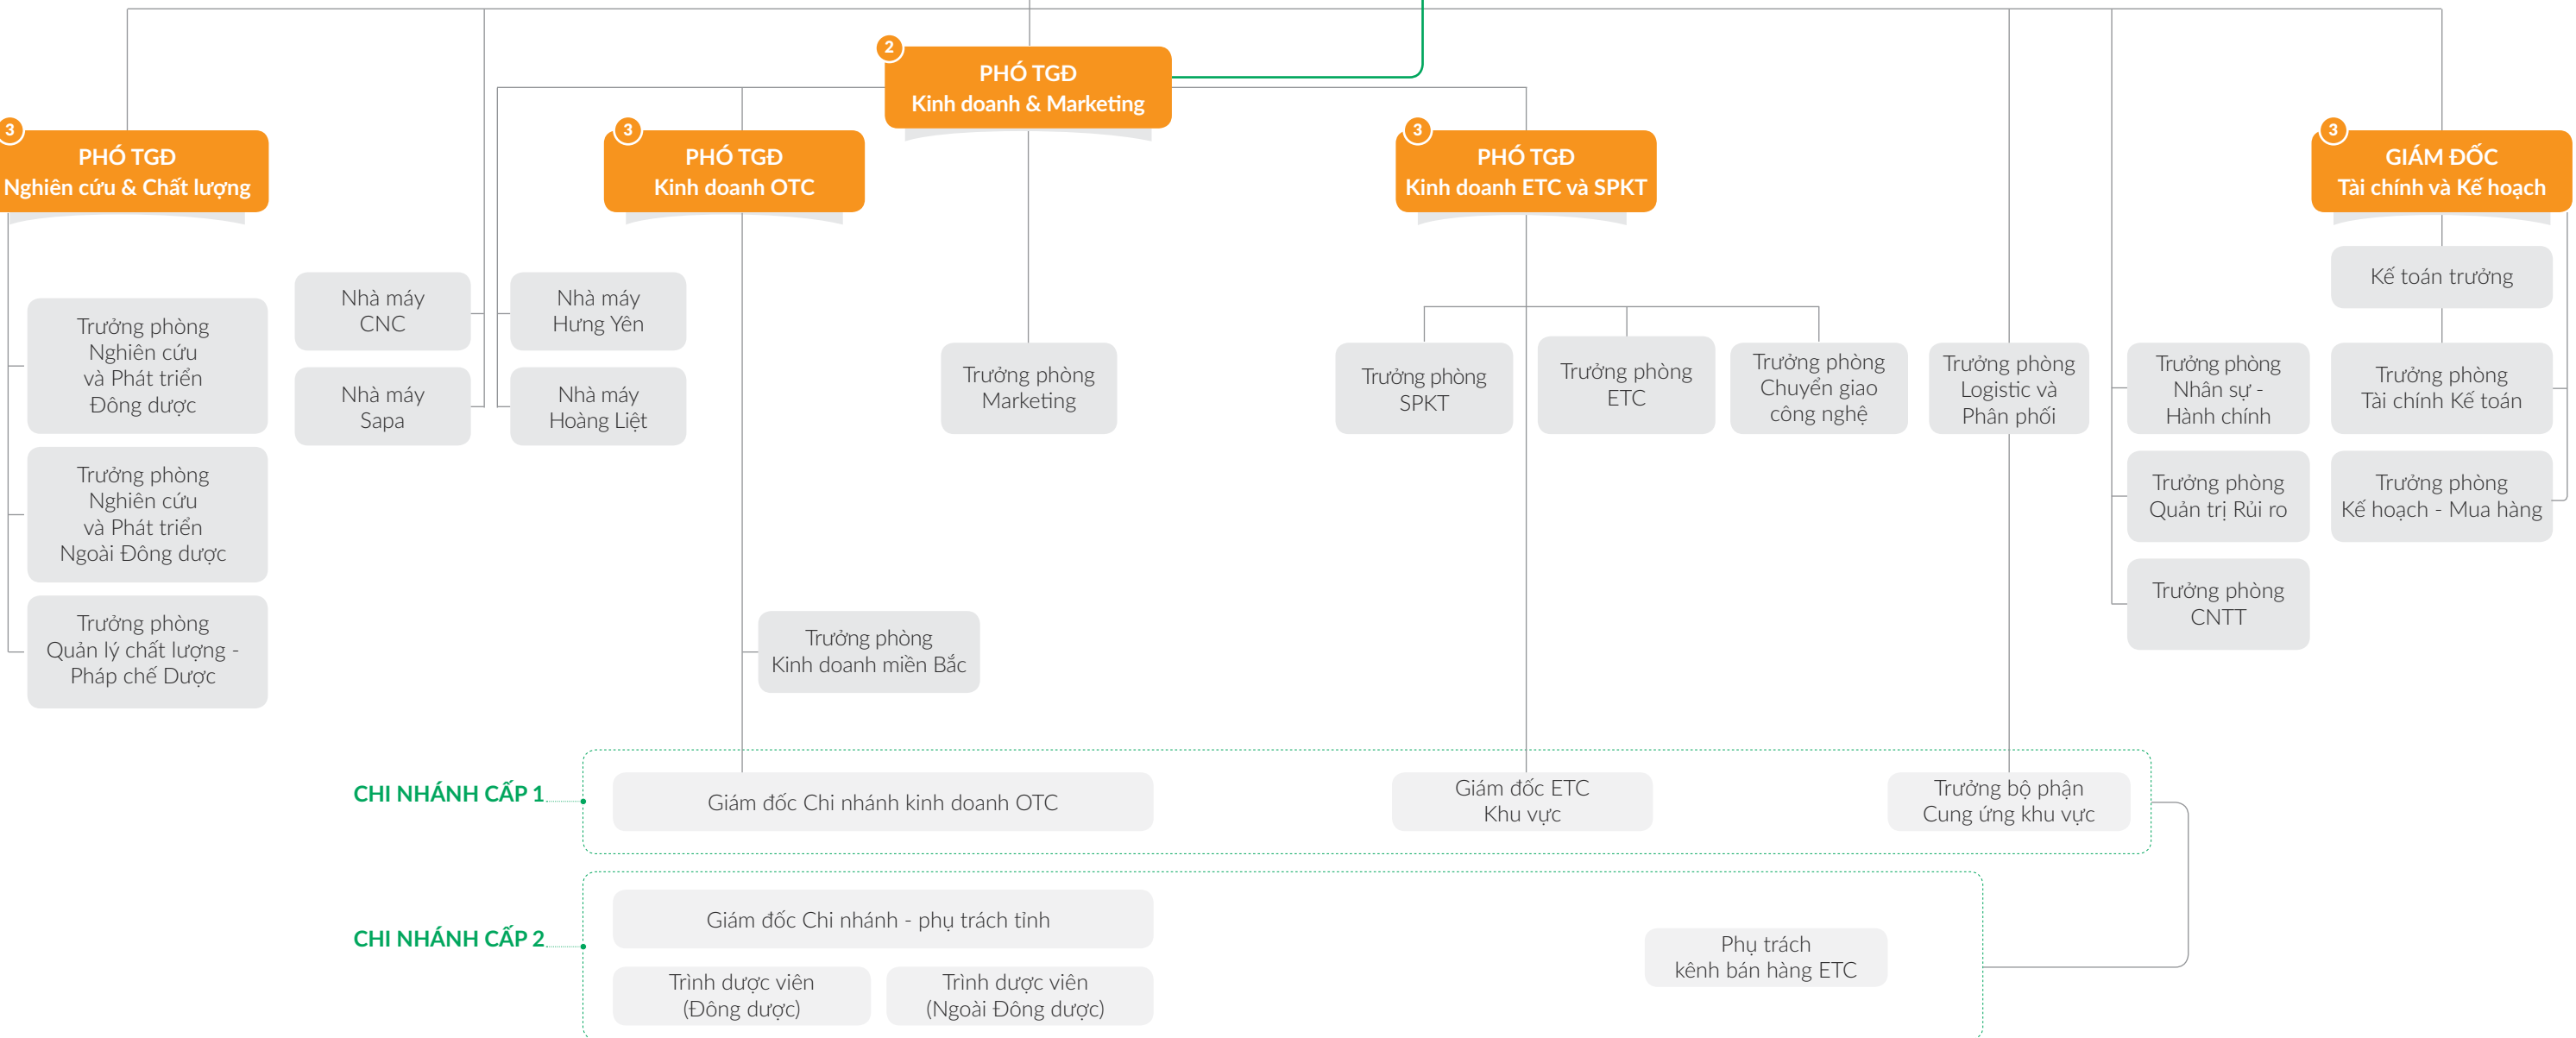 2
PHÓ TGĐ
Kinh doanh & Marketing
3
PHÓ TGĐ
Nghiên cứu & Chất lượng
3
PHÓ TGĐ
Kinh doanh OTC
3
PHÓ TGĐ
Kinh doanh ETC và SPKT
3
GIÁM ĐỐC
Tài chính và Kế hoạch
Trưởng phòng
Nghiên cứu
và Phát triển
Đông dược
Trưởng phòng
Nghiên cứu
và Phát triển
Ngoài Đông dược
Trưởng phòng
Quản lý chất lượng -
Pháp chế Dược
Nhà máy
CNC
Nhà máy
Sapa
Nhà máy
Hưng Yên
Nhà máy
Hoàng Liệt
Trưởng phòng
Kinh doanh miền Bắc
Trưởng phòng
Marketing
Trưởng phòng
SPKT
Trưởng phòng
ETC
Trưởng phòng
Chuyển giao
công nghệ
Trưởng phòng
Logistic và
Phân phối
Trưởng phòng
Nhân sự -
Hành chính
Trưởng phòng
Quản trị Rủi ro
Trưởng phòng
CNTT
Kế toán trưởng
Trưởng phòng
Tài chính Kế toán
Trưởng phòng
Kế hoạch - Mua hàng
CHI NHÁNH CẤP 1
Giám đốc Chi nhánh kinh doanh OTC
Giám đốc ETC
Khu vực
Trưởng bộ phận
Cung ứng khu vực
CHI NHÁNH CẤP 2
Giám đốc Chi nhánh - phụ trách tỉnh
Trình dược viên
(Đông dược)
Trình dược viên
(Ngoài Đông dược)
Phụ trách
kênh bán hàng ETC